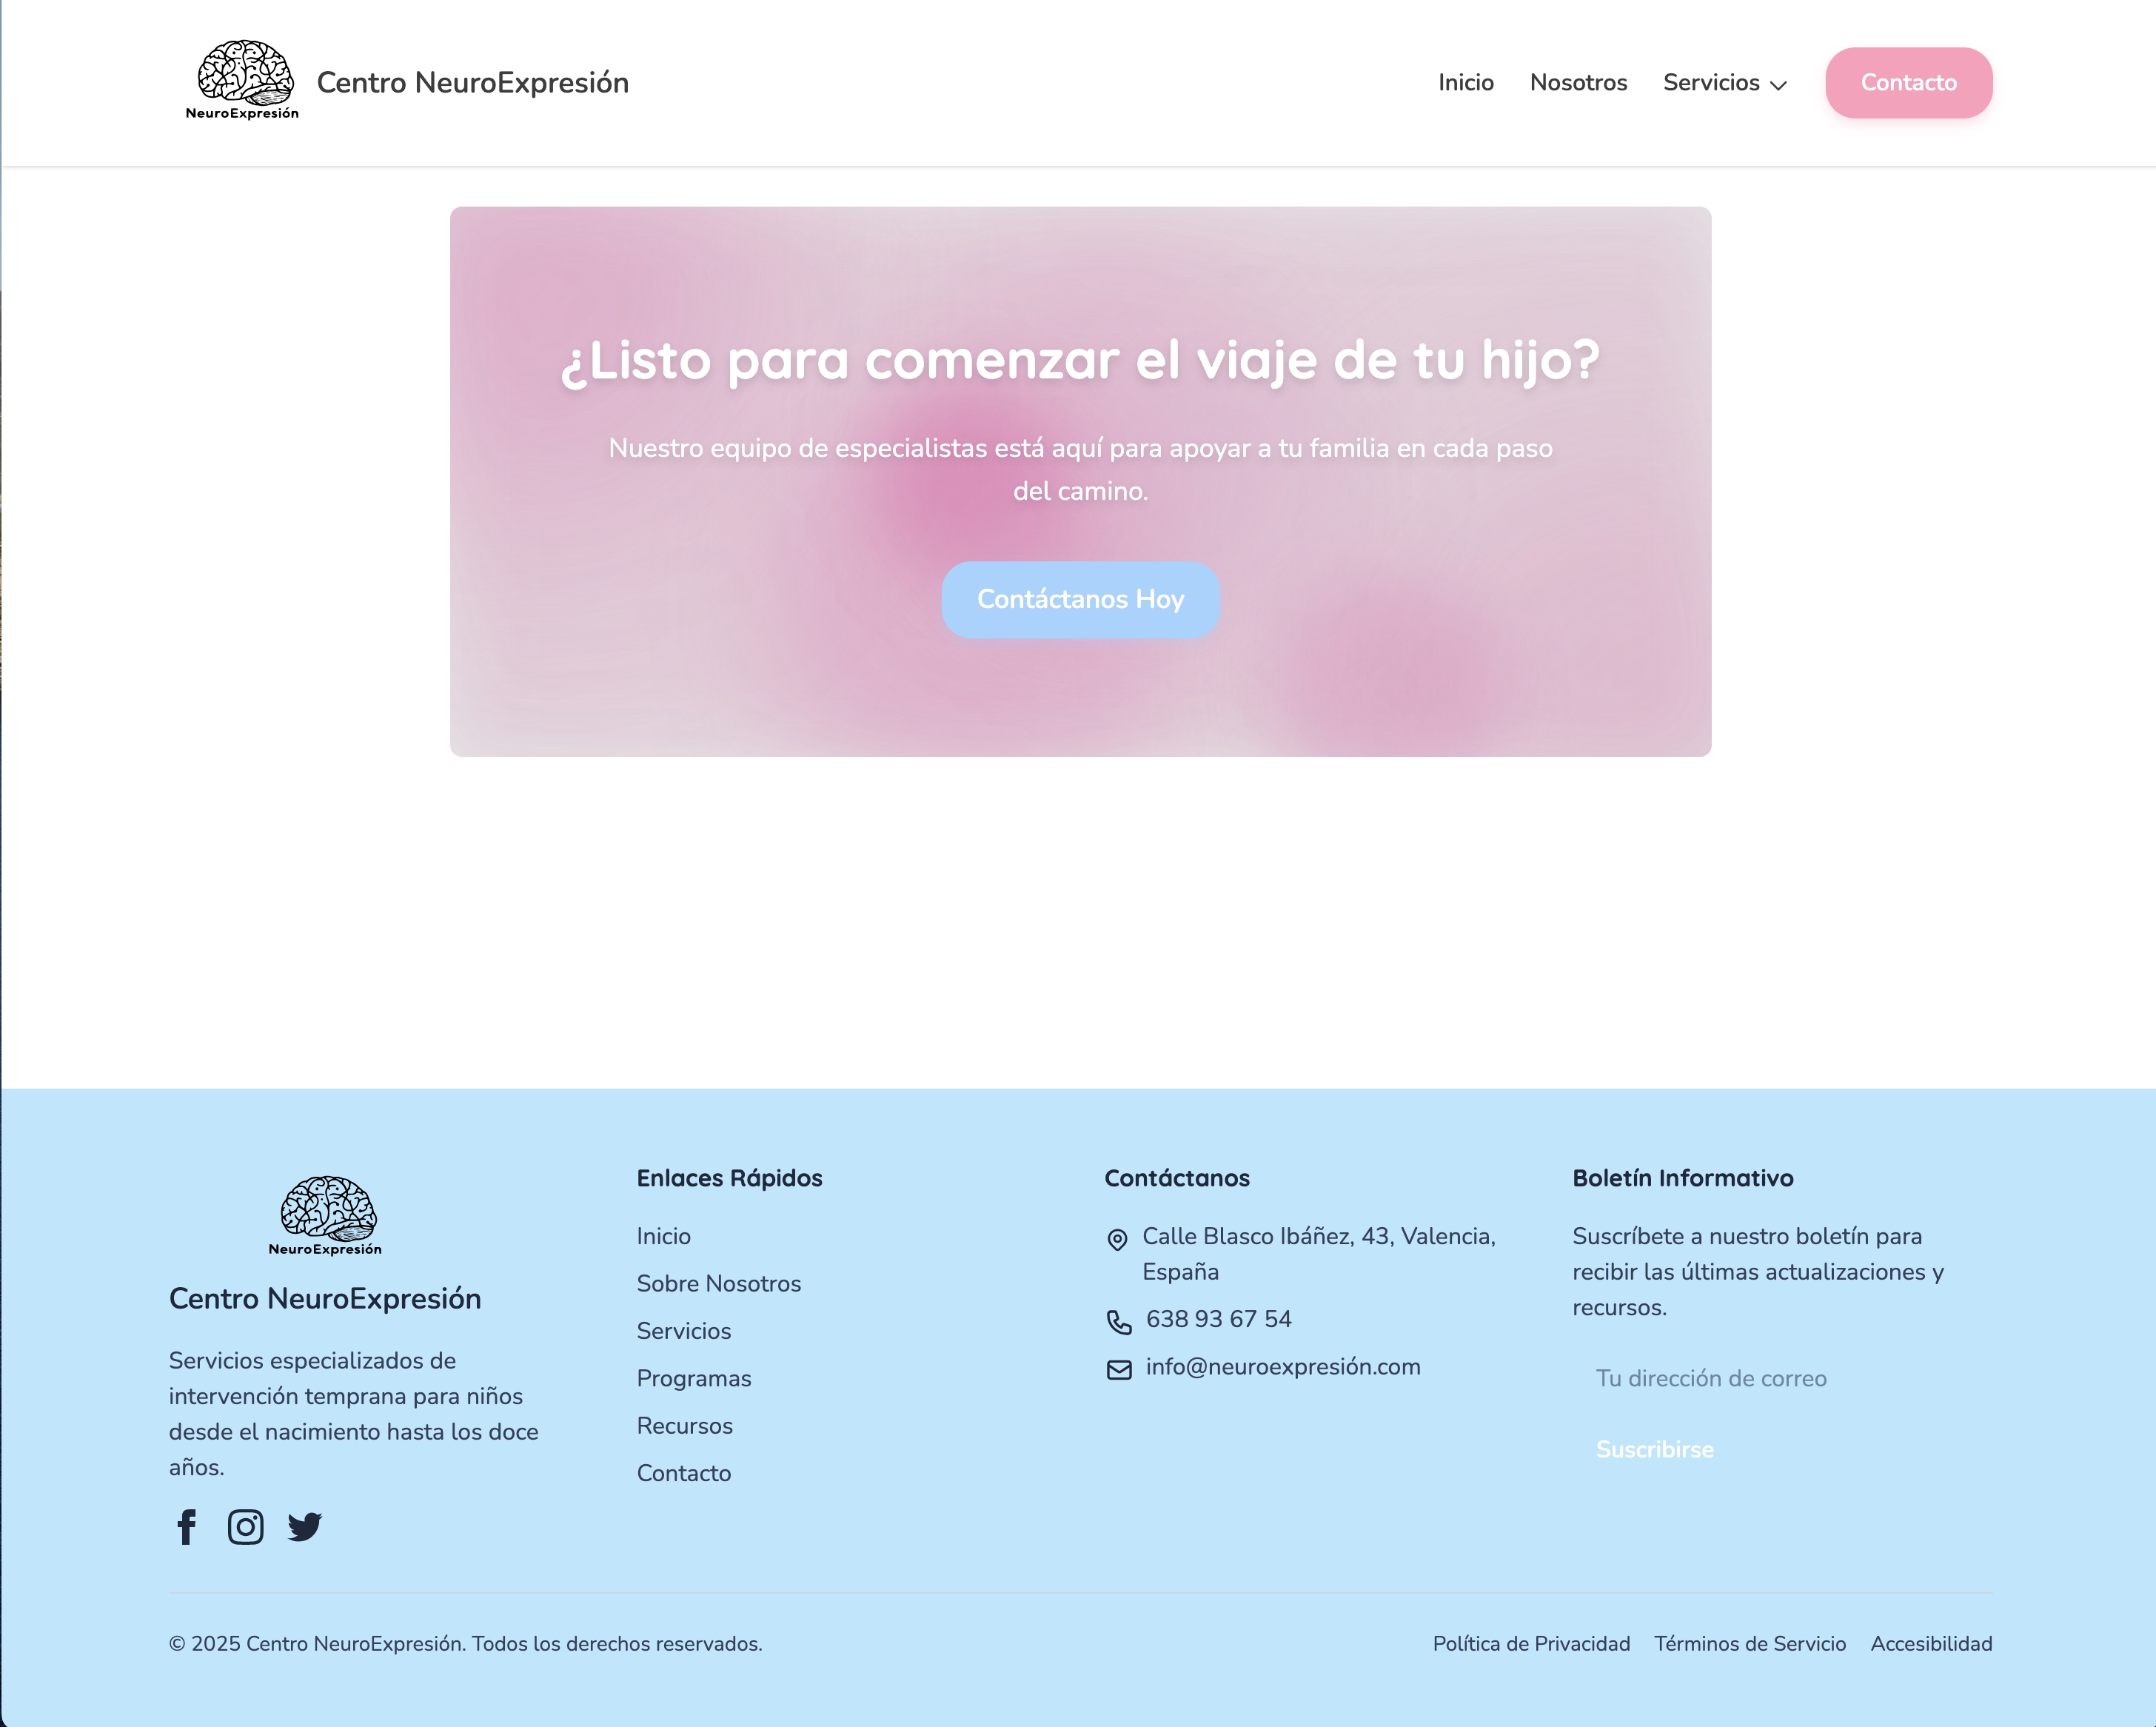 NeuroExpresión
Centro NeuroExpresión
Inicio
Nosotros
Servicios
Contacto
¿Listo para comenzar el viaje de tu hijo?
Nuestro equipo de especialistas está aquí para apoyar a tu familia en cada paso
del camino.
Contáctanos Hoy
NeuroExpresión
Centro NeuroExpresión
Servicios especializados de
intervención temprana para niños
desde el nacimiento hasta los doce
años.
Enlaces Rápidos
Inicio
Sobre Nosotros
Servicios
Programas
Recursos
Contacto
Contáctanos
Calle Blasco Ibáñez, 43, Valencia,
España
638 93 67 54
info@neuroexpresión.com
Boletín Informativo
Suscríbete a nuestro boletín para
recibir las últimas actualizaciones y
recursos.
Tu dirección de correo
Suscribirse
© 2025 Centro NeuroExpresión. Todos los derechos reservados.
Política de Privacidad
Términos de Servicio
Accesibilidad